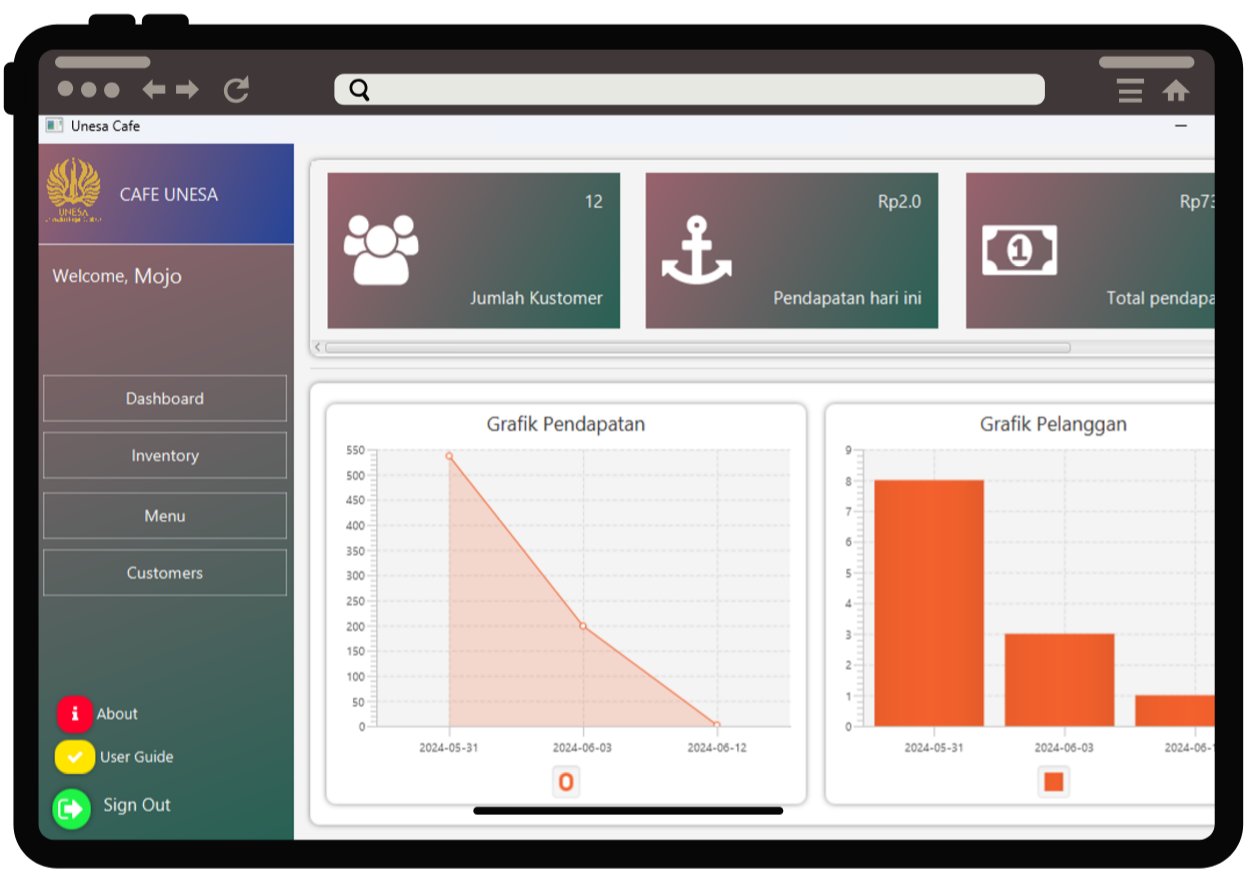 Unesa Cafe
UNESA
CAFE UNESA
Welcome, Mojo
Dashboard
Inventory
Menu
Customers
About
User Guide
Sign Out
12
Jumlah Kustomer
Rp2.0
Pendapatan hari ini
Rp73
1
Total pendapa
Grafik Pendapatan
550
500
450
400
350
300
250
200
150
100
50
0
2024-05-31 2024-06-03 2024-06-12
Grafik Pelanggan
9
8
7
6
5
4
3
2
1
0
2024-05-31 2024-06-03 2024-06-1